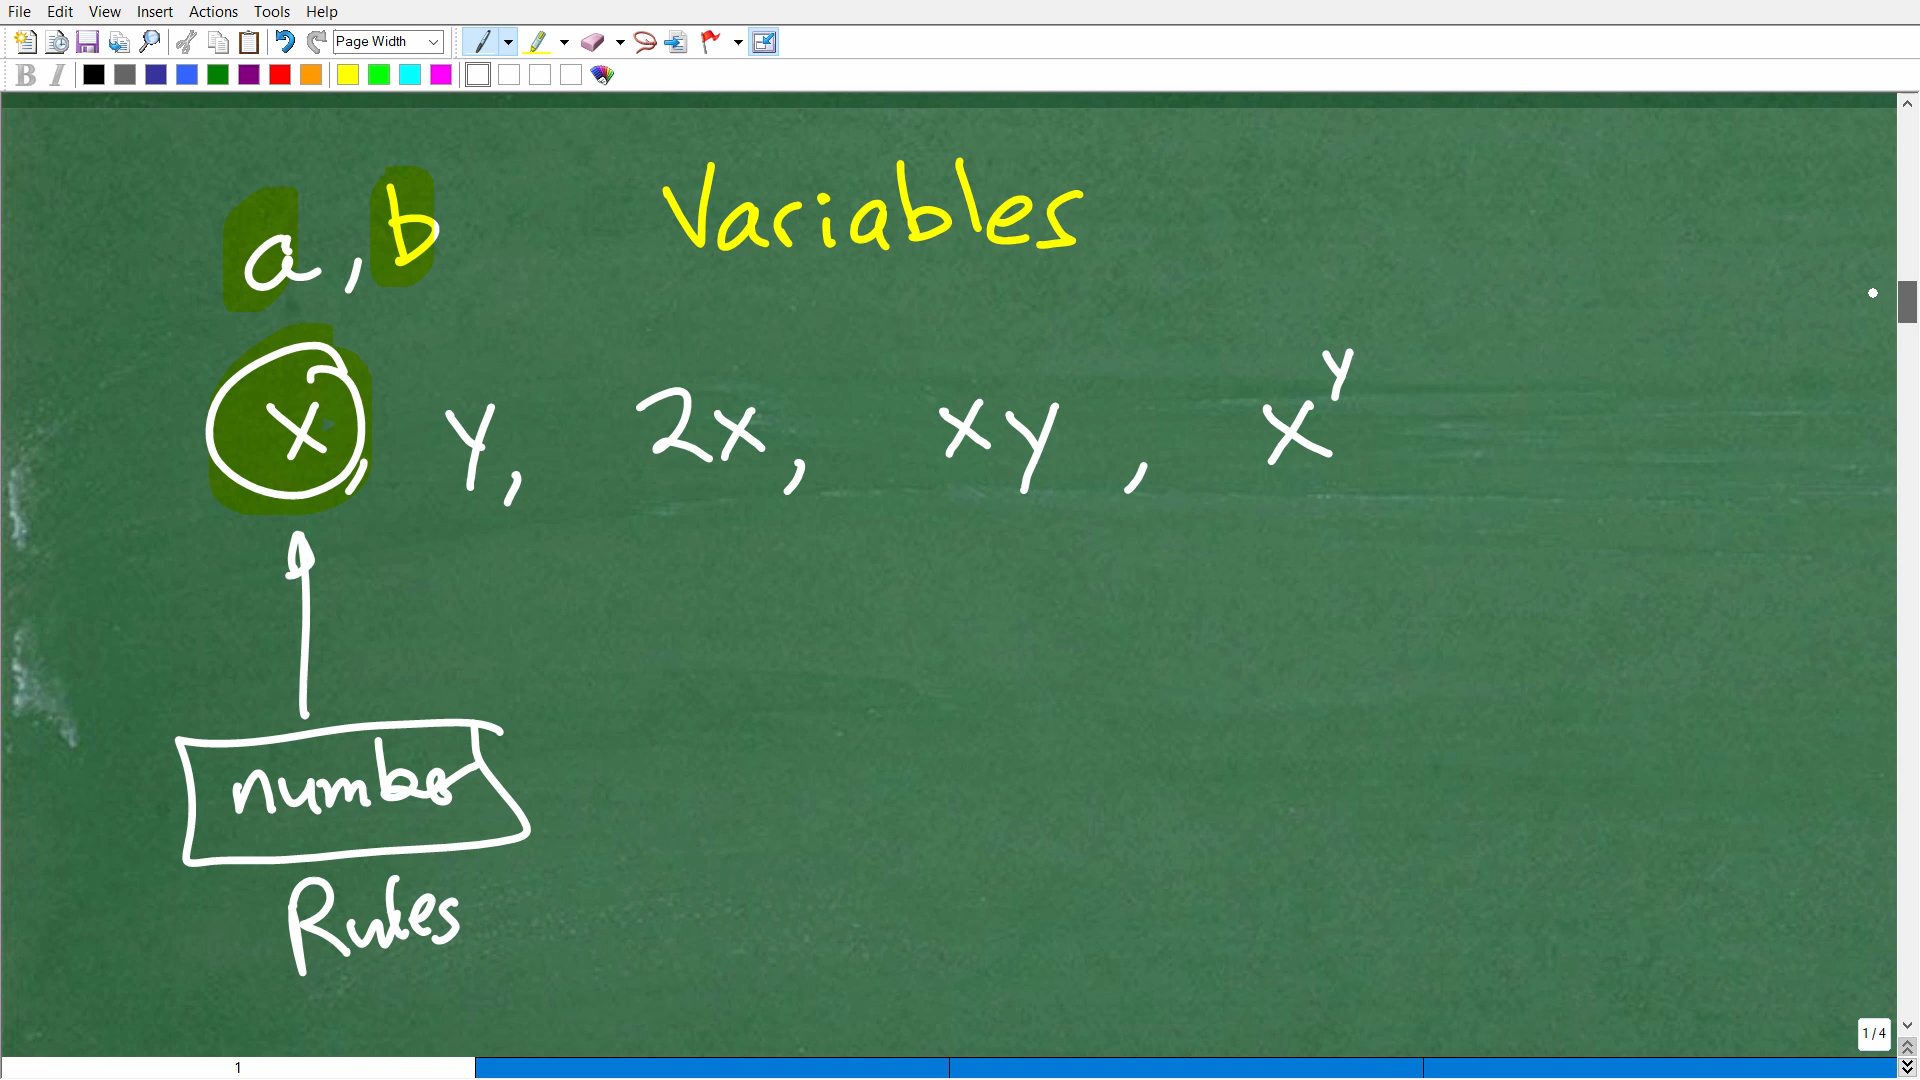 File Edit View Insert Actions Tools Help
Page Width
B I
a, b Variables
x, y, 2x, xy, x^y
number
Rules
1 / 4
1